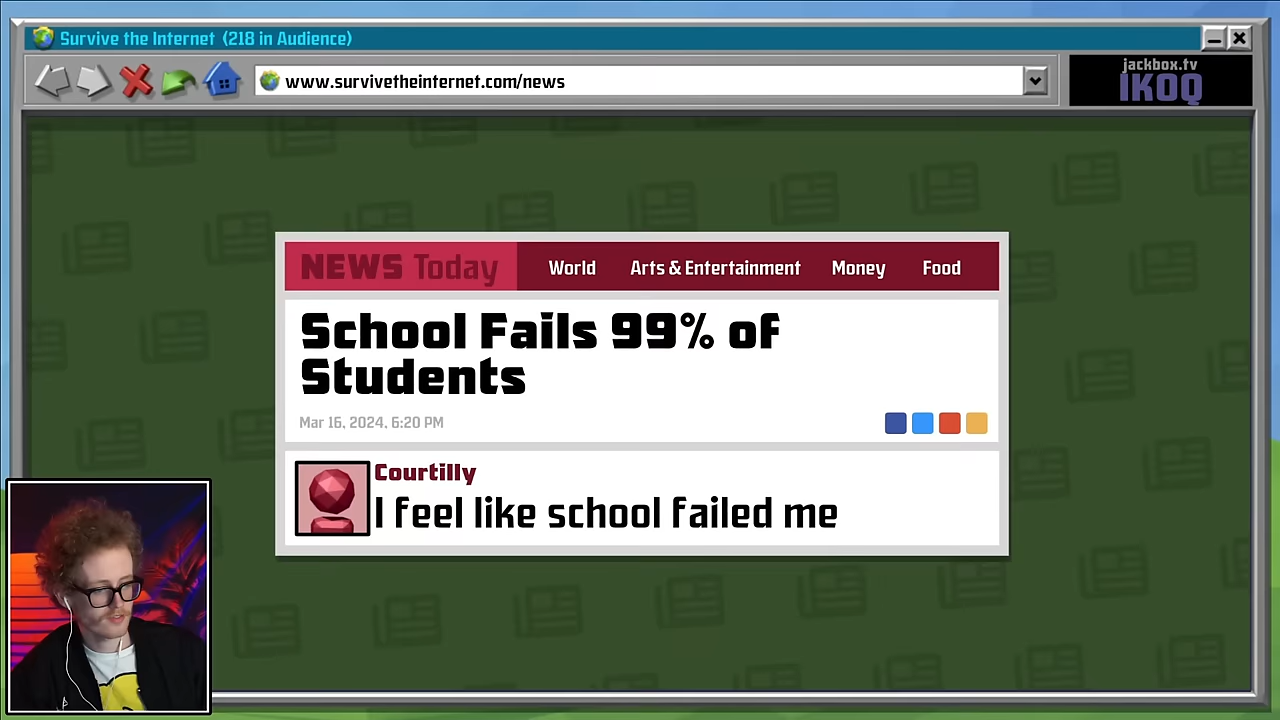 Survive the Internet (218 in Audience)
www.survivetheinternet.com/news
jackbox.tv
IKOQ
NEWS Today World Arts & Entertainment Money Food
School Fails 99% of
Students
Mar 16, 2024, 6:20 PM
Courtilly
I feel like school failed me